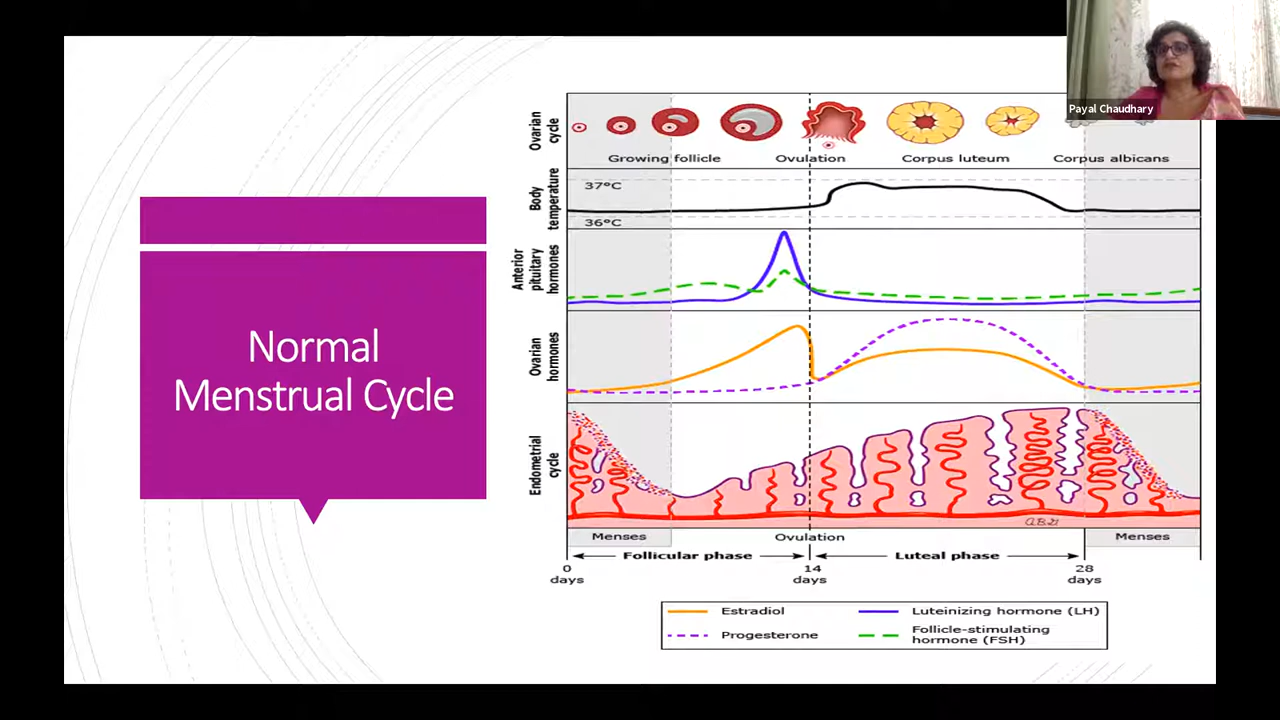 Payal Chaudhary
Normal
Menstrual Cycle
Ovarian
cycle
Growing follicle
Ovulation
Corpus luteum
Corpus albicans
Body
temperature
37°C
36°C
Anterior
pituitary
hormones
Ovarian
hormones
Endometrial
cycle
Menses
Ovulation
Menses
Follicular phase
Luteal phase
0
days
14
days
28
days
Estradiol
Luteinizing hormone (LH)
Progesterone
Follicle-stimulating
hormone (FSH)